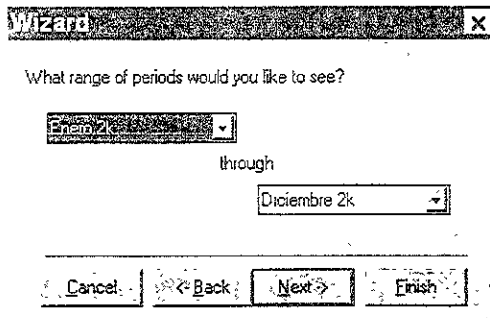 Wizard
What range of periods would you like to see?
Enero 2k
through
Diciembre 2k
Cancel < Back Next > Finish